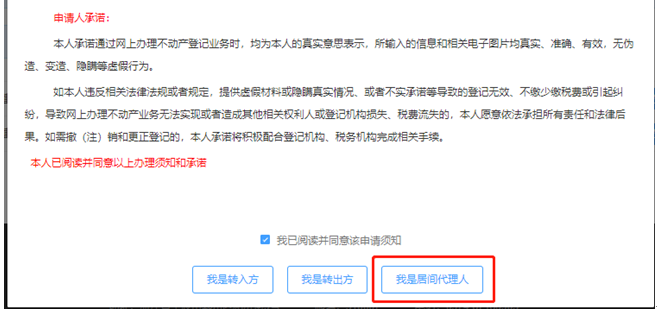 申请人承诺：
本人承诺通过网上办理不动产登记业务时，均为本人的真实意思表示，所输入的信息和相关电子图片均真实、准确、有效，无伪
造、变造、隐瞒等虚假行为。
如本人违反相关法律法规或者规定，提供虚假材料或隐瞒真实情况、或者不实承诺等导致的登记无效、不缴少缴税费或引起纠
纷，导致网上办理不动产业务无法实现或者造成其他相关权利人或登记机构损失、税费流失的，本人愿意依法承担所有责任和法律后
果。如需撤（注）销和更正登记的，本人承诺将积极配合登记机构、税务机构完成相关手续。
本人已阅读并同意以上办理须知和承诺
我已阅读并同意该申请须知
我是转入方 我是转出方 我是居间代理人